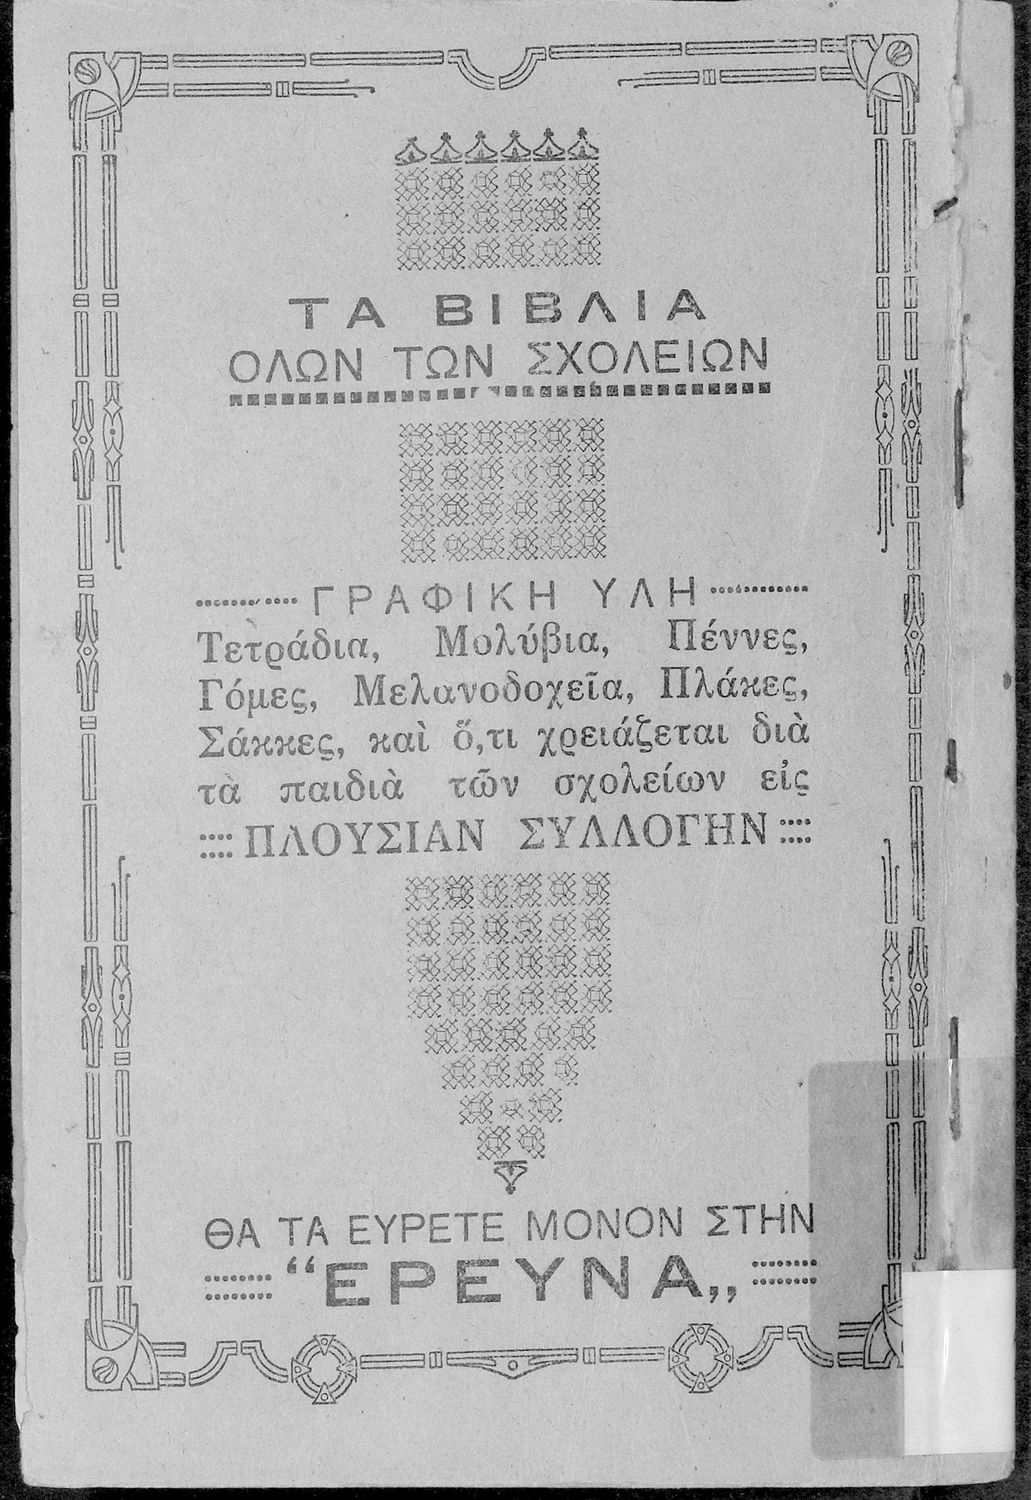 ΤΑ ΒΙΒΛΙΑ
ΟΛΩΝ ΤΩΝ ΣΧΟΛΕΙΩΝ
ΓΡΑΦΙΚΗ ΥΛΗ
Τετράδια, Μολύβια, Πέννες,
Γόμες, Μελανοδοχεῖα, Πλάκες,
Σάκκες, καὶ ὅ,τι χρειάζεται διὰ
τὰ παιδιὰ τῶν σχολείων εἰς
ΠΛΟΥΣΙΑΝ ΣΥΛΛΟΓΗΝ
ΘΑ ΤΑ ΕΥΡΕΤΕ ΜΟΝΟΝ ΣΤΗΝ
“ΕΡΕΥΝΑ„